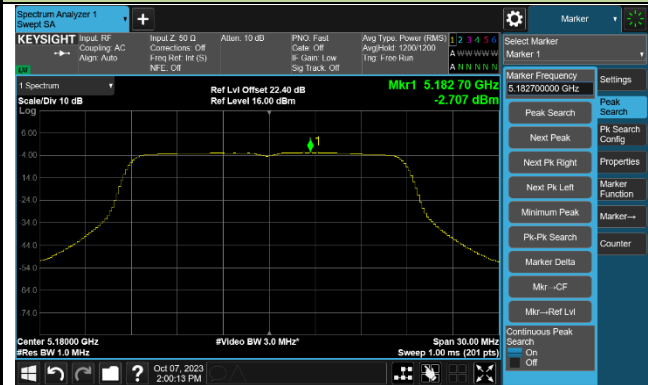 Spectrum Analyzer 1
Swept SA
Marker
KEYSIGHT
Input: RF
Coupling: AC
Align: Auto
Input Z: 50 Ω
Corrections: Off
Freq Ref: Int (S)
NFE: Off
Atten: 10 dB
PNO: Fast
Gate: Off
IF Gain: Low
Sig Track: Off
Avg Type: Power (RMS)
Avg|Hold: 1200/1200
Trig: Free Run
1 2 3 4 5 6
A W W W W W
A N N N N N
Select Marker
Marker 1
LXI
1 Spectrum
Scale/Div 10 dB
Log
Ref Lvl Offset 22.40 dB
Ref Level 16.00 dBm
Mkr1 5.182 70 GHz
-2.707 dBm
1
6.00
-4.00
-14.0
-24.0
-34.0
-44.0
-54.0
-64.0
-74.0
Center 5.18000 GHz
#Res BW 1.0 MHz
#Video BW 3.0 MHz*
Span 30.00 MHz
Sweep 1.00 ms (201 pts)
Marker Frequency
5.182700000 GHz
Peak Search
Next Peak
Next Pk Right
Next Pk Left
Minimum Peak
Pk-Pk Search
Marker Delta
Mkr→CF
Mkr→Ref Lvl
Continuous Peak
Search
On
Off
Settings
Peak
Search
Pk Search
Config
Properties
Marker
Function
Marker→
Counter
?
Oct 07, 2023
2:00:13 PM